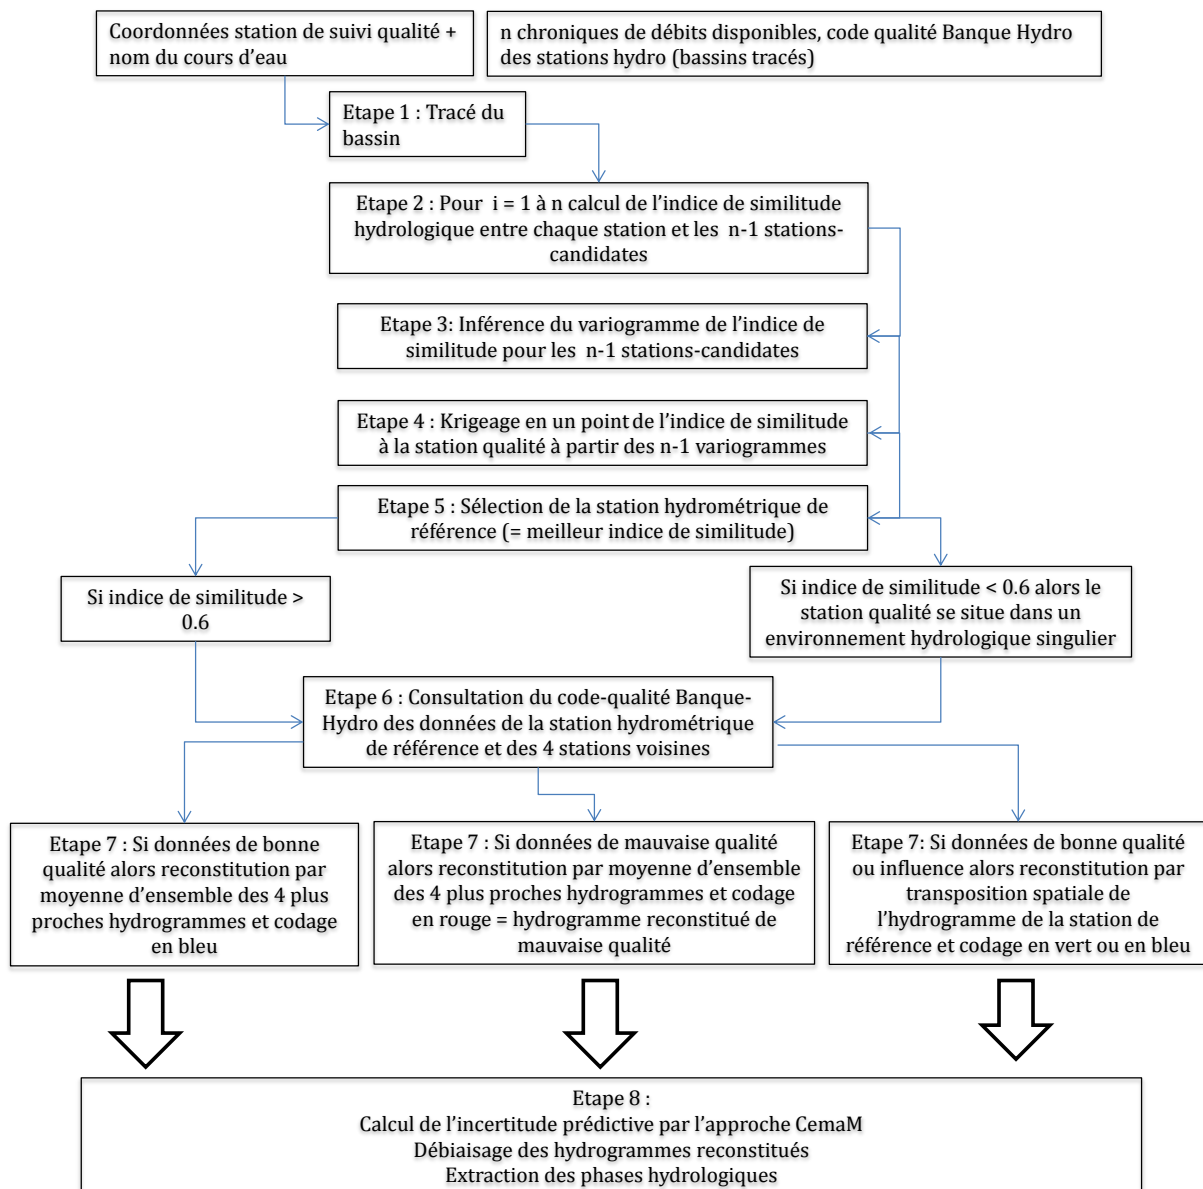 Coordonnées station de suivi qualité +
nom du cours d’eau
n chroniques de débits disponibles, code qualité Banque Hydro
des stations hydro (bassins tracés)
Etape 1 : Tracé du
bassin
Etape 2 : Pour  i = 1 à n calcul de l’indice de similitude
hydrologique entre chaque station et les  n-1 stations-
candidates
Etape 3: Inférence du variogramme de l’indice de
similitude pour les  n-1 stations-candidates
Etape 4 : Krigeage en un point de l’indice de similitude
à la station qualité à partir des n-1 variogrammes
Etape 5 : Sélection de la station hydrométrique de
référence (= meilleur indice de similitude)
Si indice de similitude >
0.6
Si indice de similitude < 0.6 alors le
station qualité se situe dans un
environnement hydrologique singulier
Etape 6 : Consultation du code-qualité Banque-
Hydro des données de la station hydrométrique
de référence et des 4 stations voisines
Etape 7 : Si données de bonne
qualité alors reconstitution par
moyenne d’ensemble des 4 plus
proches hydrogrammes et codage
en bleu
Etape 7 : Si données de mauvaise qualité
alors reconstitution par moyenne d’ensemble
des 4 plus proches hydrogrammes et codage
en rouge = hydrogramme reconstitué de
mauvaise qualité
Etape 7: Si données de bonne qualité
ou influence alors reconstitution par
transposition spatiale de
l’hydrogramme de la station de
référence et codage en vert ou en bleu
Etape 8 :
Calcul de l’incertitude prédictive par l’approche CemaM
Débiaisage des hydrogrammes reconstitués
Extraction des phases hydrologiques